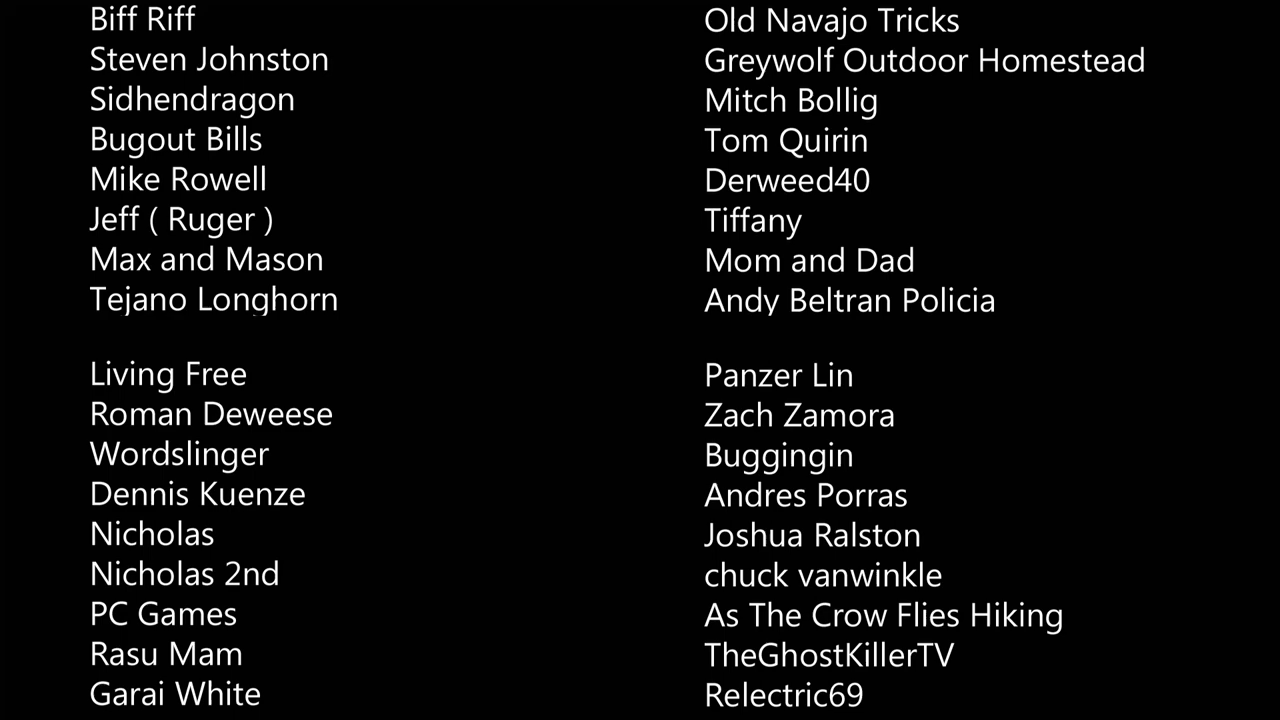 Biff Riff
Steven Johnston
Sidhendragon
Bugout Bills
Mike Rowell
Jeff ( Ruger )
Max and Mason
Tejano Longhorn
Living Free
Roman Deweese
Wordslinger
Dennis Kuenze
Nicholas
Nicholas 2nd
PC Games
Rasu Mam
Garai White
Old Navajo Tricks
Greywolf Outdoor Homestead
Mitch Bollig
Tom Quirin
Derweed40
Tiffany
Mom and Dad
Andy Beltran Policia
Panzer Lin
Zach Zamora
Buggingin
Andres Porras
Joshua Ralston
chuck vanwinkle
As The Crow Flies Hiking
TheGhostKillerTV
Relectric69